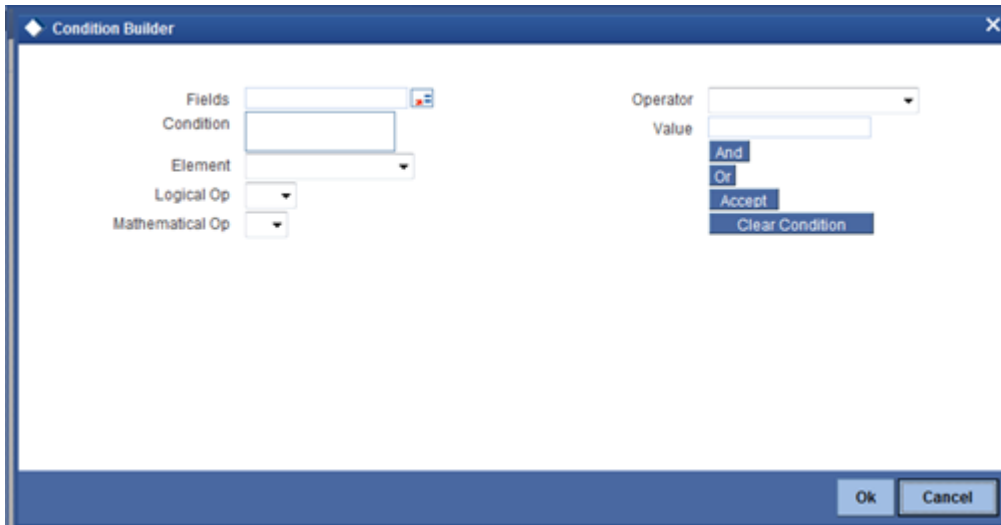 Condition Builder
Fields
Condition
Element
Logical Op
Mathematical Op
Operator
Value
And
Or
Accept
Clear Condition
Ok
Cancel